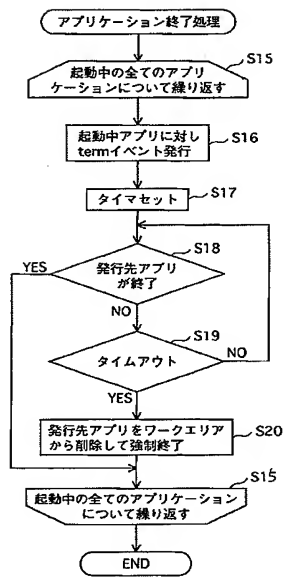 アプリケーション終了処理
S15
起動中の全てのアプリ
ケーションについて繰り返す
S16
起動中アプリに対し
termイベント発行
S17
タイマセット
S18
YES
発行先アプリ
が終了
NO
S19
タイムアウト
NO
YES
S20
発行先アプリをワークエリア
から削除して強制終了
S15'
起動中の全てのアプリケーション
について繰り返す
END